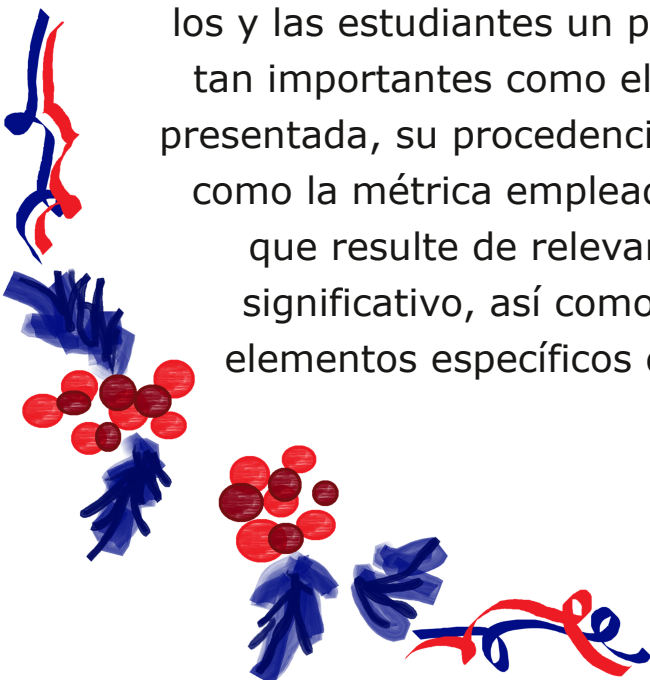 los y las estudiantes un p
tan importantes como el
presentada, su procedenci
como la métrica emplead
que resulte de relevar
significativo, así como
elementos específicos